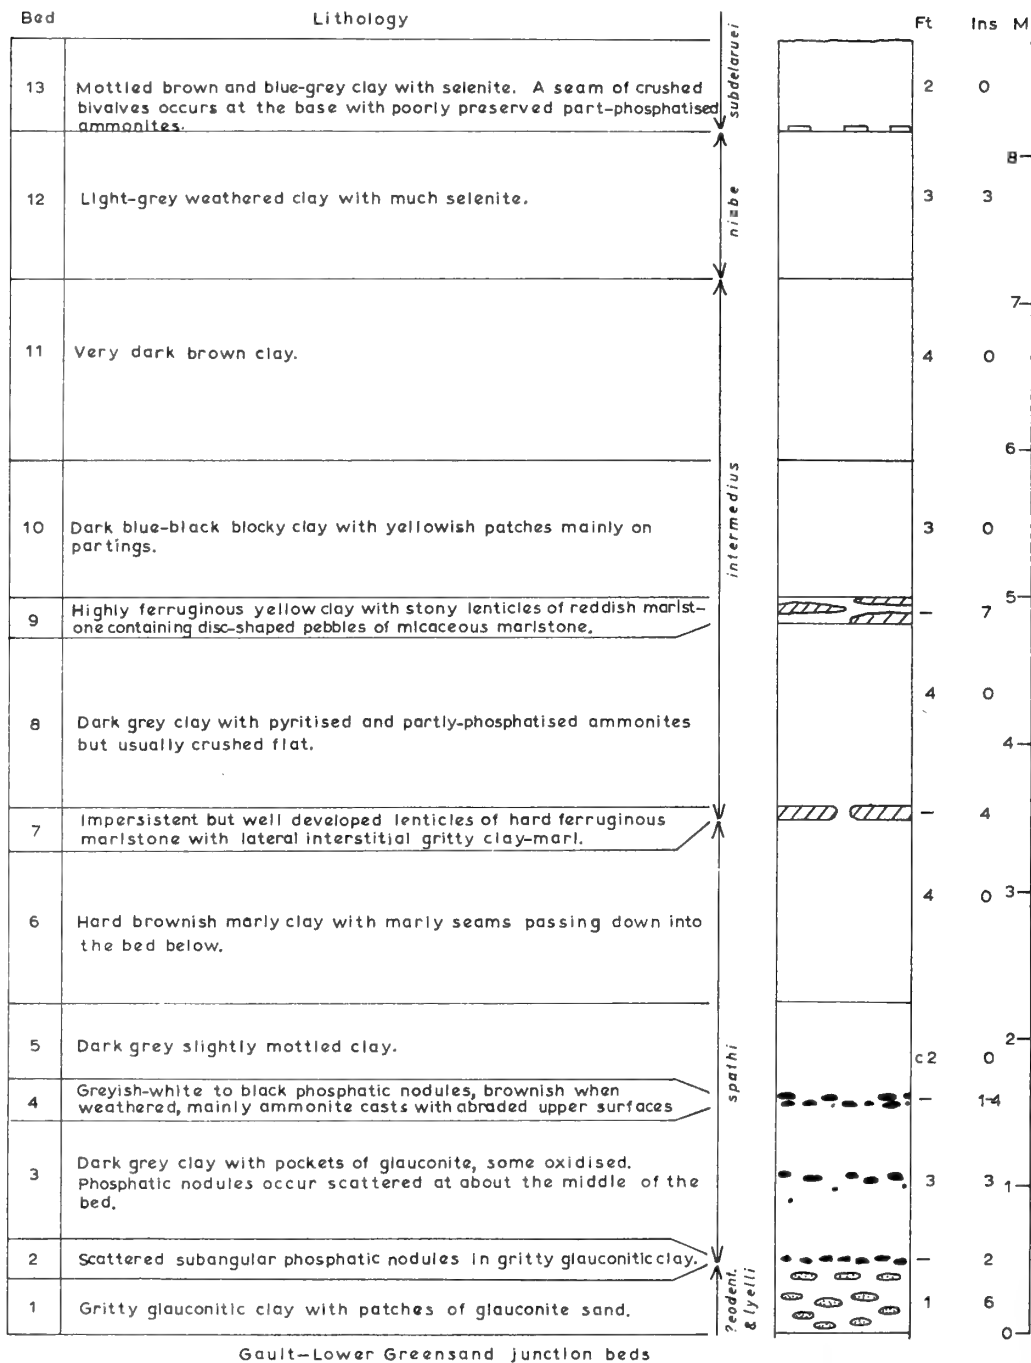 Bed Lithology Ft Ins M
13 Mottled brown and blue-grey clay with selenite. A seam of crushed
bivalves occurs at the base with poorly preserved part-phosphatised
ammonites.
subdelaruei
2 0
8
12 Light-grey weathered clay with much selenite.
niobe
3 3
7
11 Very dark brown clay.
4 0
6
intermedius
10 Dark blue-black blocky clay with yellowish patches mainly on
partings.
3 0
5
9 Highly ferruginous yellow clay with stony lenticles of reddish marlst-
one containing disc-shaped pebbles of micaceous marlstone.
– 7
8 Dark grey clay with pyritised and partly-phosphatised ammonites
but usually crushed flat.
4 0
4
7 Impersistent but well developed lenticles of hard ferruginous
marlstone with lateral interstitial gritty clay-marl.
– 4
6 Hard brownish marly clay with marly seams passing down into
the bed below.
4 0
3
5 Dark grey slightly mottled clay.
c2 0
2
spathi
4 Greyish-white to black phosphatic nodules, brownish when
weathered, mainly ammonite casts with abraded upper surfaces
– 1-4
3 Dark grey clay with pockets of glauconite, some oxidised.
Phosphatic nodules occur scattered at about the middle of the
bed.
3 3
1
2 Scattered subangular phosphatic nodules in gritty glauconitic clay.
– 2
1 Gritty glauconitic clay with patches of glauconite sand.
?eodent.
& lyelli
1 6
0
Gault–Lower Greensand junction beds